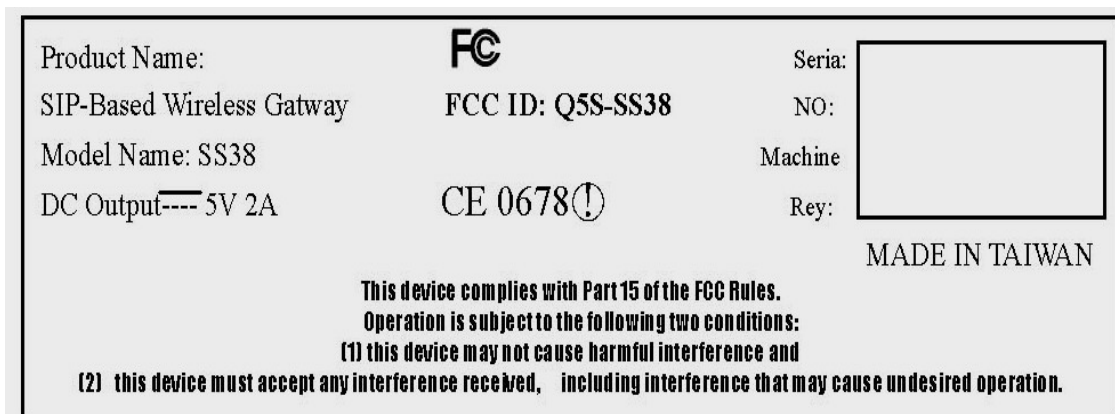 Product Name:
FC
Seria:
SIP-Based Wireless Gatway
FCC ID: Q5S-SS38
NO:
Model Name: SS38
Machine
DC Output---- 5V 2A
CE 0678!
Rey:
MADE IN TAIWAN
This device complies with Part 15 of the FCC Rules.
Operation is subject to the following two conditions:
(1) this device may not cause harmful interference and
(2) this device must accept any interference received, including interference that may cause undesired operation.